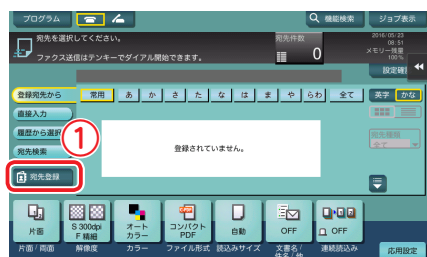 プログラム
機能検索
ジョブ表示
宛先を選択してください。
ファクス送信はテンキーでダイアル開始できます。
宛先件数
0
2016/05/23
08:51
メモリー残量
100%
設定確
登録宛先から
常用
あ
か
さ
た
な
は
ま
や
らわ
全て
英字
かな
直接入力
履歴から選択
宛先検索
宛先登録
1
登録されていません。
宛先種類
全て
片面
S 300dpi
F 精細
オート
カラー
コンパクト
PDF
自動
OFF
OFF
片面/両面
解像度
カラー
ファイル形式
読込みサイズ
文書名/
件名/他
連続読込み
応用設定